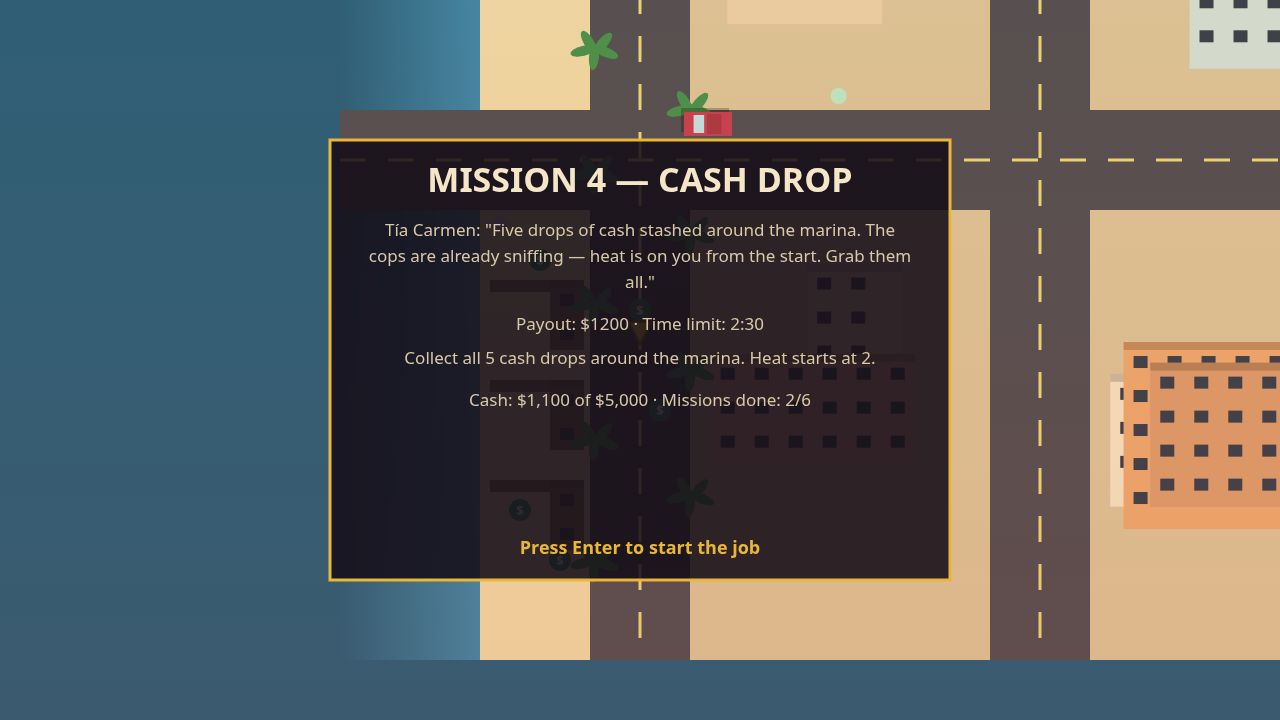 MISSION 4 — CASH DROP
Tía Carmen: "Five drops of cash stashed around the marina. The
cops are already sniffing — heat is on you from the start. Grab them
all."
Payout: $1200 · Time limit: 2:30
Collect all 5 cash drops around the marina. Heat starts at 2.
Cash: $1,100 of $5,000 · Missions done: 2/6
$
$
$
$
Press Enter to start the job